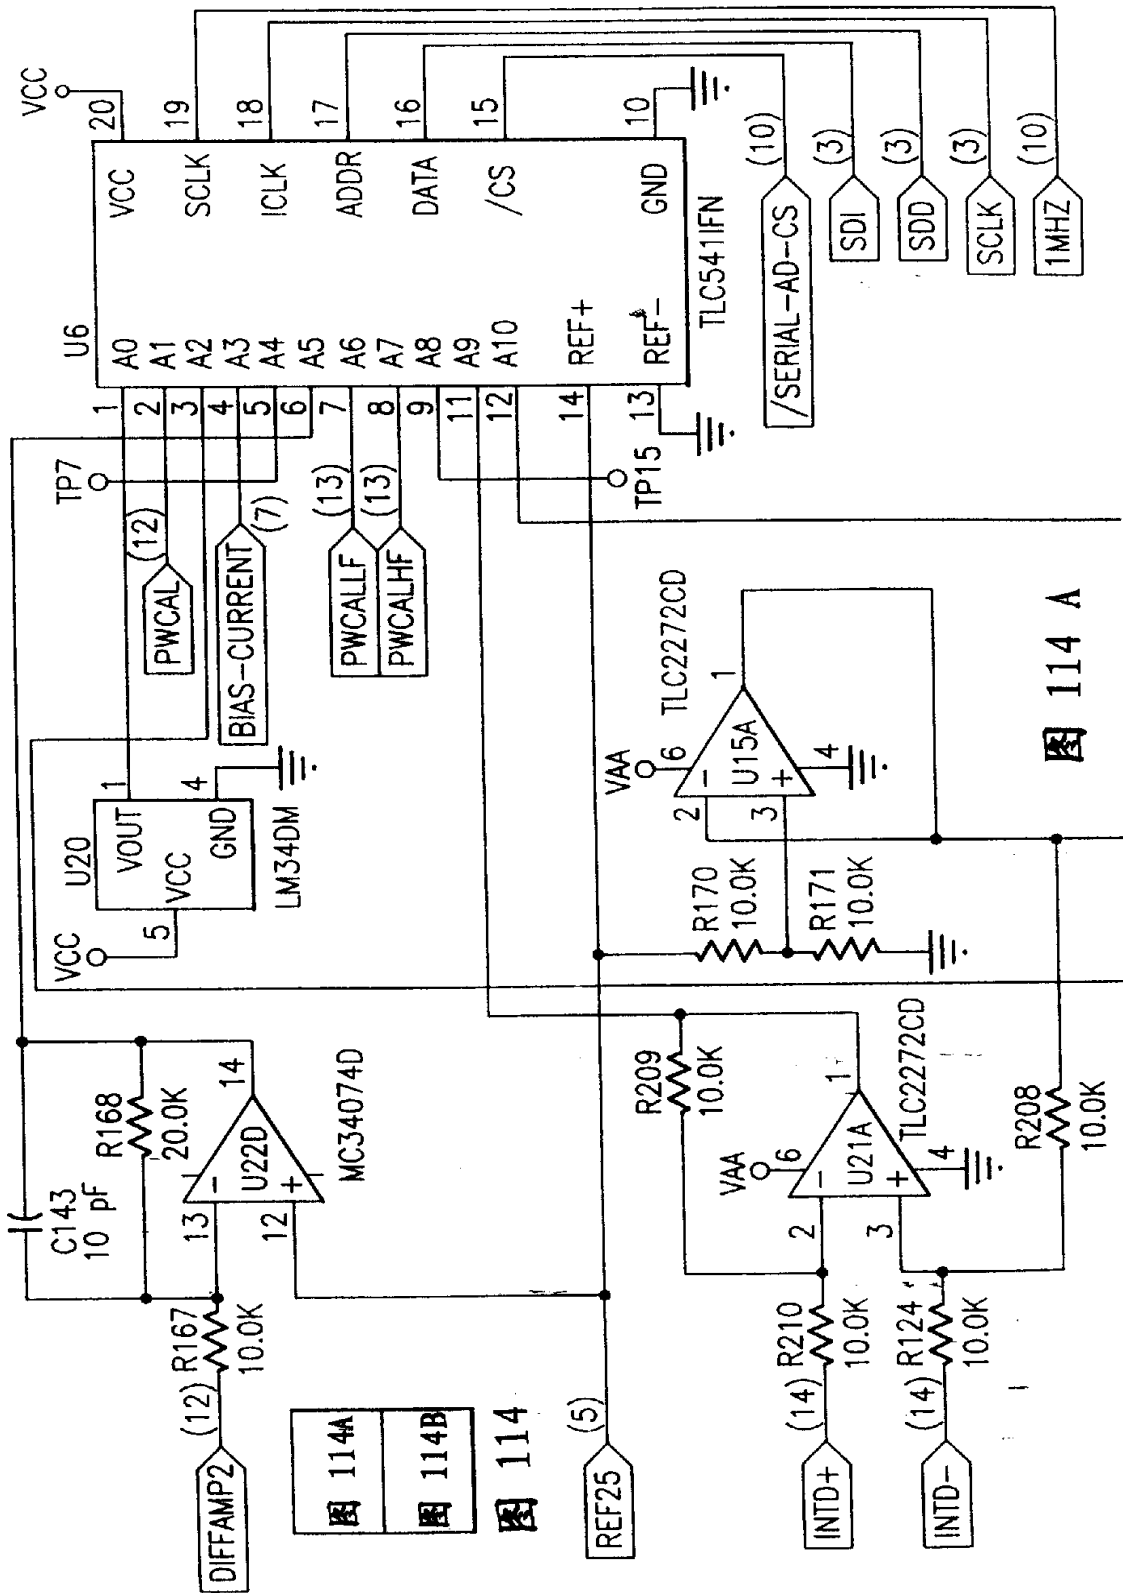 VCC
20
19
18
17
16
15
10
VCC
SCLK
ICLK
ADDR
DATA
/CS
GND
U6
A0
A1
A2
A3
A4
A5
A6
A7
A8
A9
A10
REF+
REF-
TLC541IFN
1
2
3
4
5
6
7
8
9
11
12
14
13
(10)
(3)
(3)
(3)
(10)
/SERIAL-AD-CS
SDI
SDD
SCLK
1MHZ
TP7
(12)
PWCAL
(7)
BIAS-CURRENT
(13)
PWCALLF
(13)
PWCALHF
TP15
U20
VOUT
VCC
GND
1
4
5
VCC
LM34DM
TLC2272CD
VAA
6
2
3
U15A
-
+
1
4
图 114 A
R170
10.0K
R171
10.0K
C143
10 pF
R168
20.0K
13
12
-
+
U22D
14
MC34074D
R167
10.0K
(12)
DIFFAMP2
R209
10.0K
VAA
6
2
3
-
+
U21A
1
4
TLC2272CD
R208
10.0K
R210
10.0K
R124
10.0K
(14)
INTD+
(14)
INTD-
(5)
REF25
图 114A
图 114B
图 114